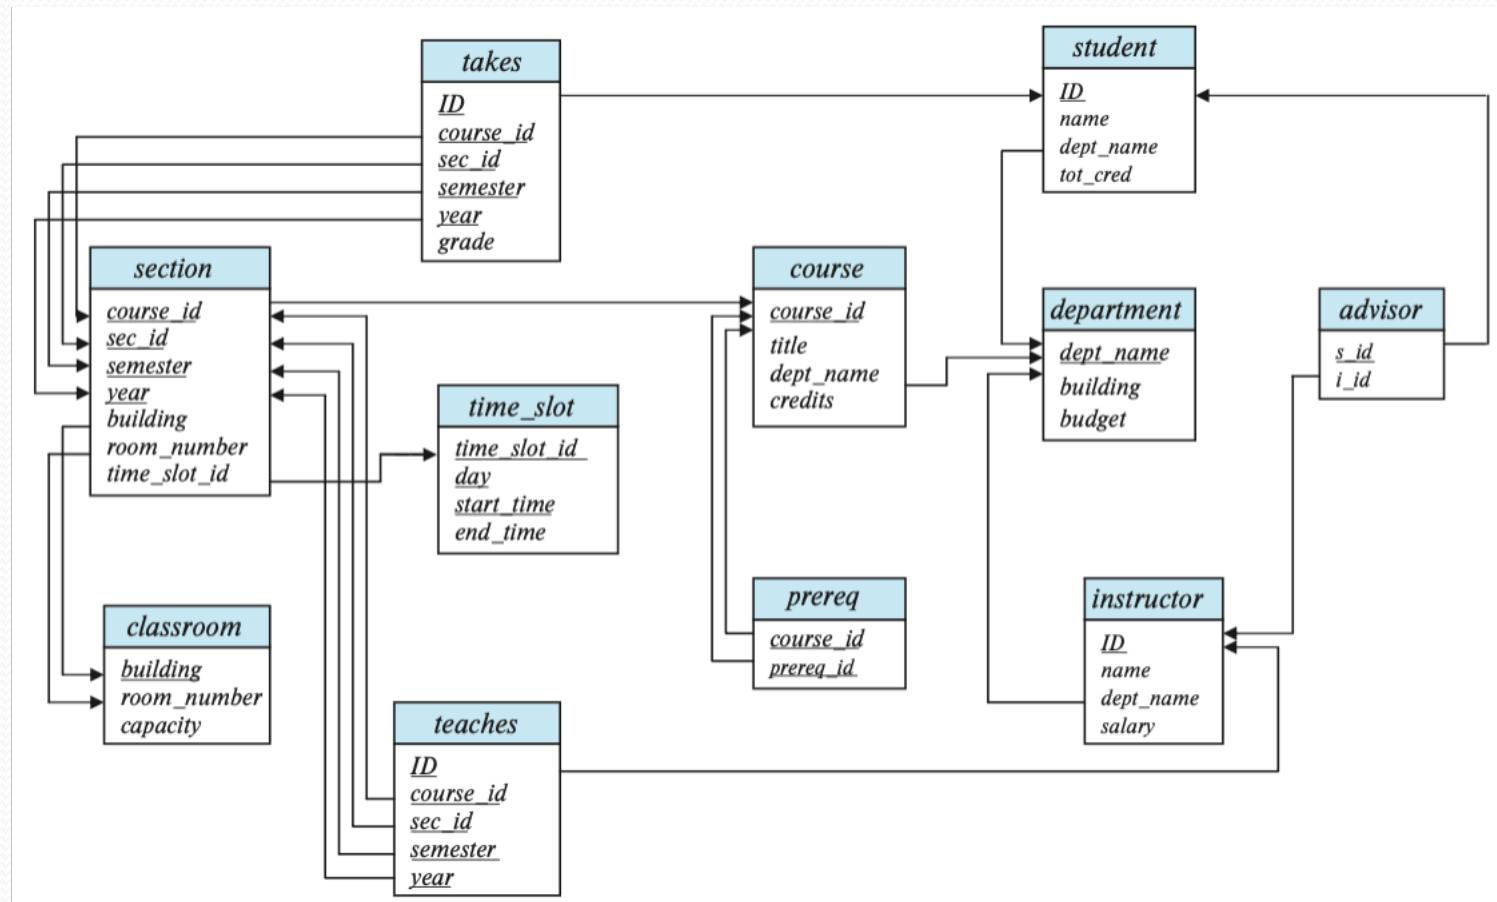 takes
ID
course_id
sec_id
semester
year
grade
student
ID
name
dept_name
tot_cred
section
course_id
sec_id
semester
year
building
room_number
time_slot_id
course
course_id
title
dept_name
credits
department
dept_name
building
budget
advisor
s_id
i_id
time_slot
time_slot_id
day
start_time
end_time
prereq
course_id
prereq_id
instructor
ID
name
dept_name
salary
classroom
building
room_number
capacity
teaches
ID
course_id
sec_id
semester
year